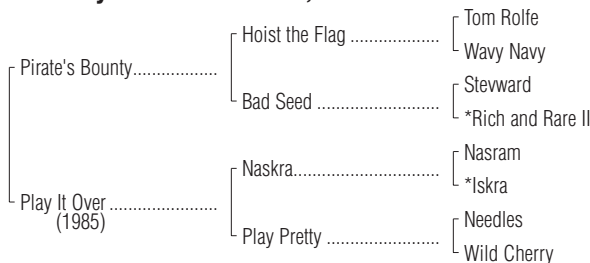 Tom Rolfe
Hoist the Flag
Wavy Navy
Pirate's Bounty
Stevward
Bad Seed
*Rich and Rare II
Nasram
Naskra
*Iskra
Play It Over
(1985)
Needles
Play Pretty
Wild Cherry